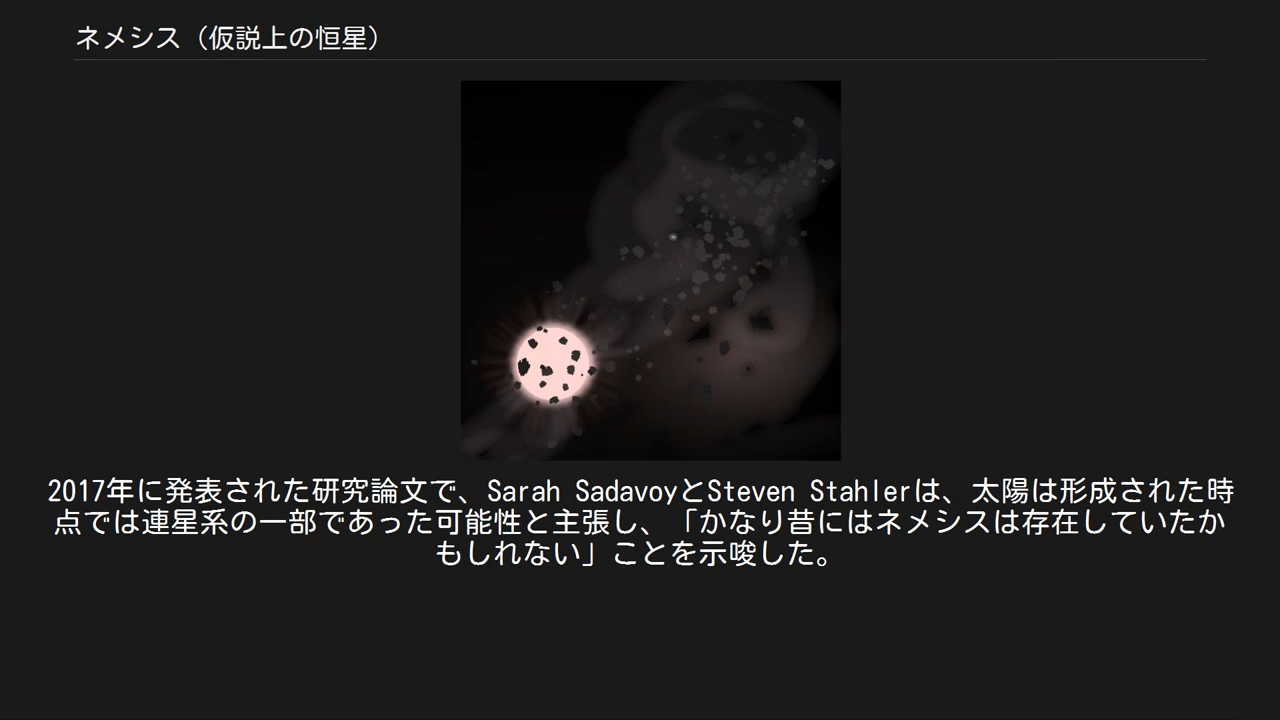 ネメシス（仮説上の恒星）
2017年に発表された研究論文で、Sarah SadavoyとSteven Stahlerは、太陽は形成された時
点では連星系の一部であった可能性と主張し、「かなり昔にはネメシスは存在していたか
もしれない」ことを示唆した。